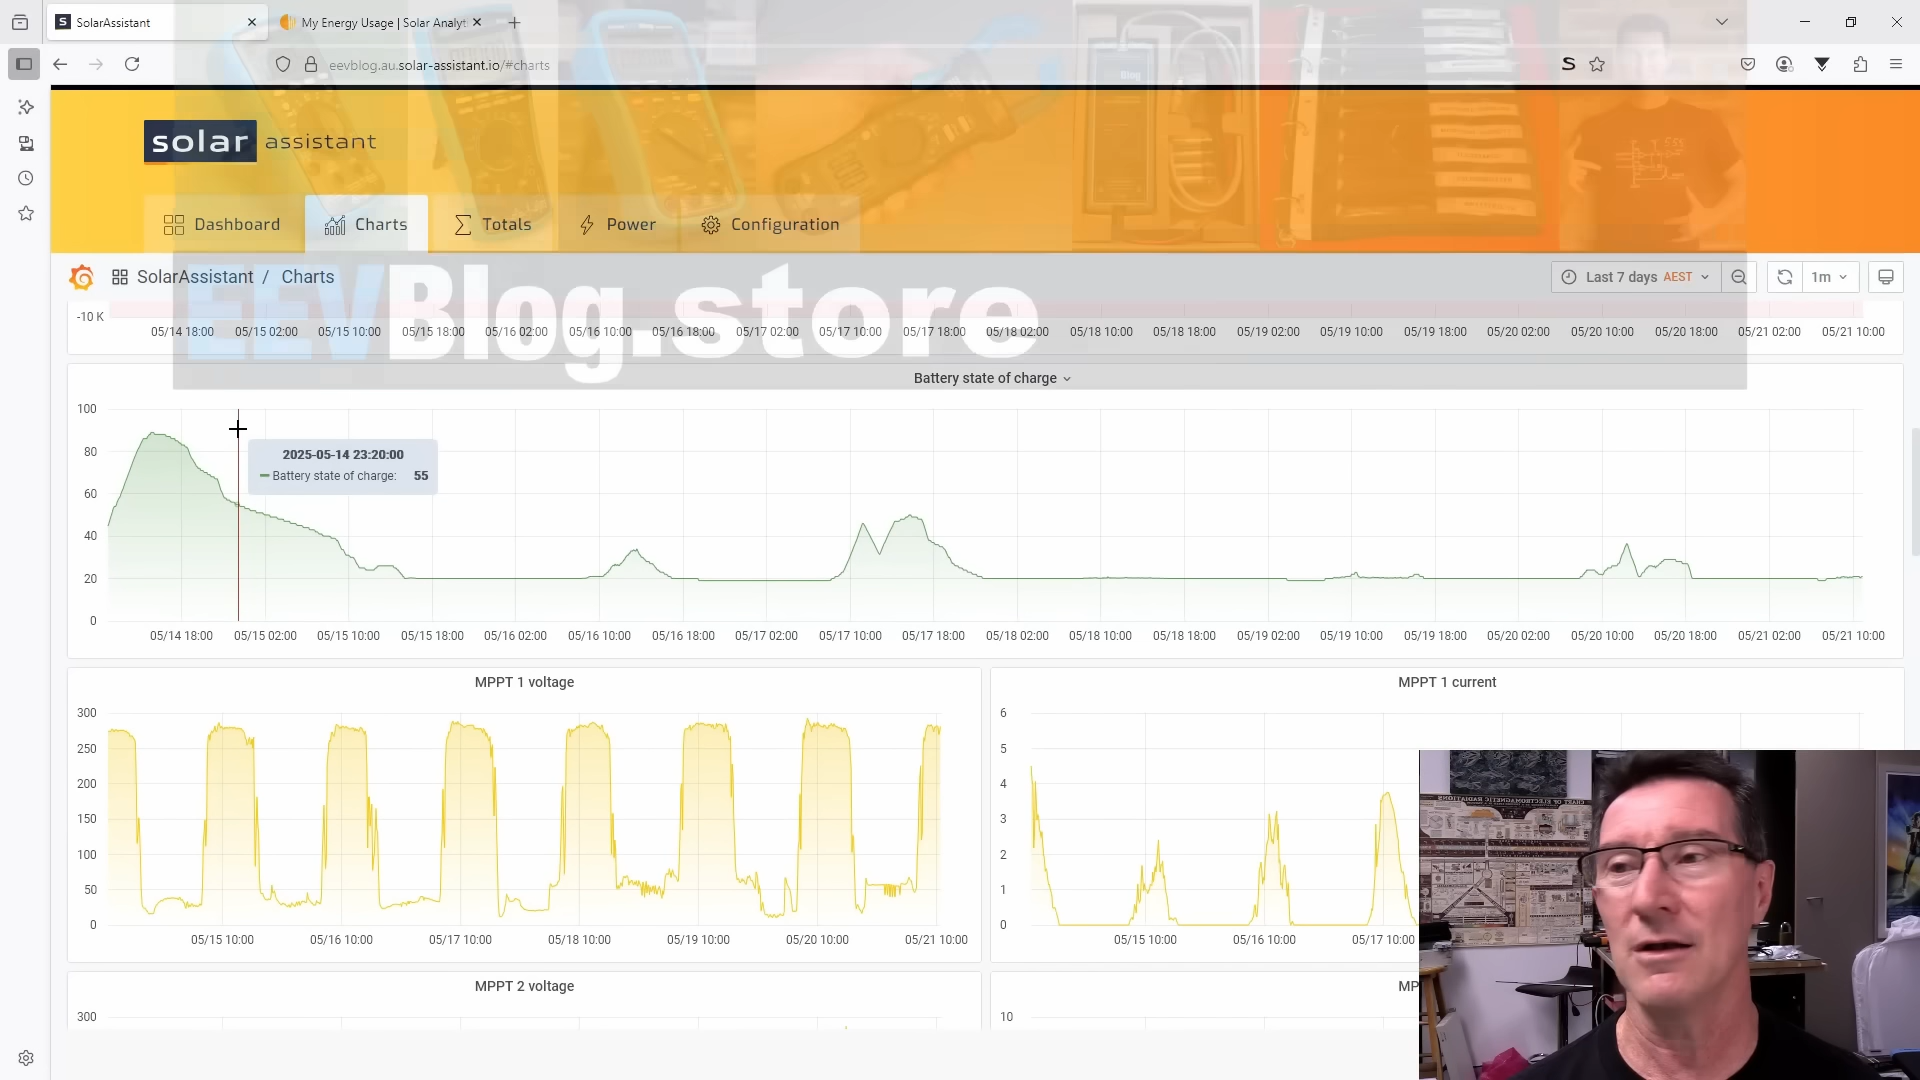 SolarAssistant
My Energy Usage | Solar Analyt
eevblog.au.solar-assistant.io/#charts
solar assistant
Dashboard
Charts
Totals
Power
Configuration
SolarAssistant / Charts
Last 7 days AEST
1m
EEVBlog.store
-10 K
05/14 18:00 05/15 02:00 05/15 10:00 05/15 18:00 05/16 02:00 05/16 10:00 05/16 18:00 05/17 02:00 05/17 10:00 05/17 18:00 05/18 02:00 05/18 10:00 05/18 18:00 05/19 02:00 05/19 10:00 05/19 18:00 05/20 02:00 05/20 10:00 05/20 18:00 05/21 02:00 05/21 10:00
Battery state of charge
100
80
60
40
20
0
2025-05-14 23:20:00
Battery state of charge: 55
05/14 18:00 05/15 02:00 05/15 10:00 05/15 18:00 05/16 02:00 05/16 10:00 05/16 18:00 05/17 02:00 05/17 10:00 05/17 18:00 05/18 02:00 05/18 10:00 05/18 18:00 05/19 02:00 05/19 10:00 05/19 18:00 05/20 02:00 05/20 10:00 05/20 18:00 05/21 02:00 05/21 10:00
MPPT 1 voltage
300
250
200
150
100
50
0
05/15 10:00 05/16 10:00 05/17 10:00 05/18 10:00 05/19 10:00 05/20 10:00 05/21 10:00
MPPT 1 current
6
5
4
3
2
1
0
05/15 10:00 05/16 10:00 05/17 10:00
MPPT 2 voltage
300
MP
10